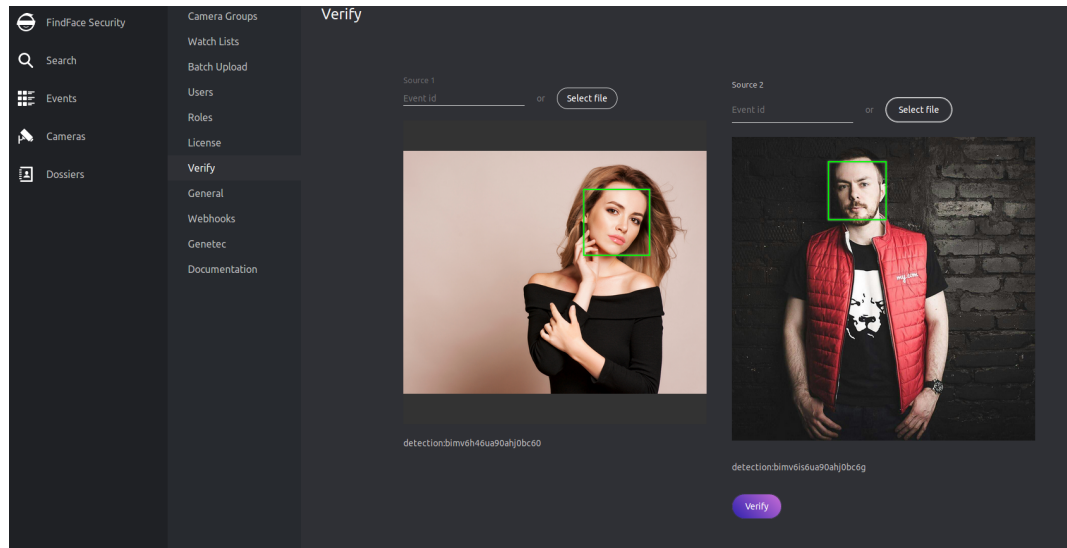 FindFace Security
Search
Events
Cameras
Dossiers
Camera Groups
Watch Lists
Batch Upload
Users
Roles
License
Verify
General
Webhooks
Genetec
Documentation
Verify
Source 1
Event id or Select file
detection:bimv6h46ua90ahj0bc60
Source 2
Event id or Select file
my.son
detection:bimv6is6ua90ahj0bc6g
Verify